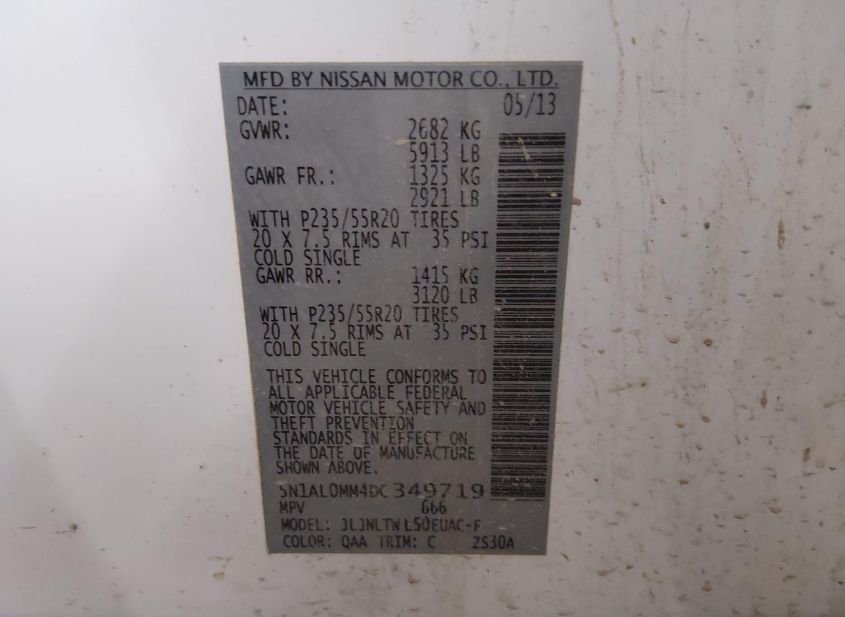 MFD BY NISSAN MOTOR CO., LTD.
DATE: 05/13
GVWR: 2682 KG
5913 LB
GAWR FR.: 1325 KG
2921 LB
WITH P235/55R20 TIRES
20 X 7.5 RIMS AT 35 PSI
COLD SINGLE
GAWR RR.: 1415 KG
3120 LB
WITH P235/55R20 TIRES
20 X 7.5 RIMS AT 35 PSI
COLD SINGLE
THIS VEHICLE CONFORMS TO
ALL APPLICABLE FEDERAL
MOTOR VEHICLE SAFETY AND
THEFT PREVENTION
STANDARDS IN EFFECT ON
THE DATE OF MANUFACTURE
SHOWN ABOVE.
5N1AL0MM4DC349719
MPV 666
MODEL:
COLOR: QAA TRIM: C 2S30A